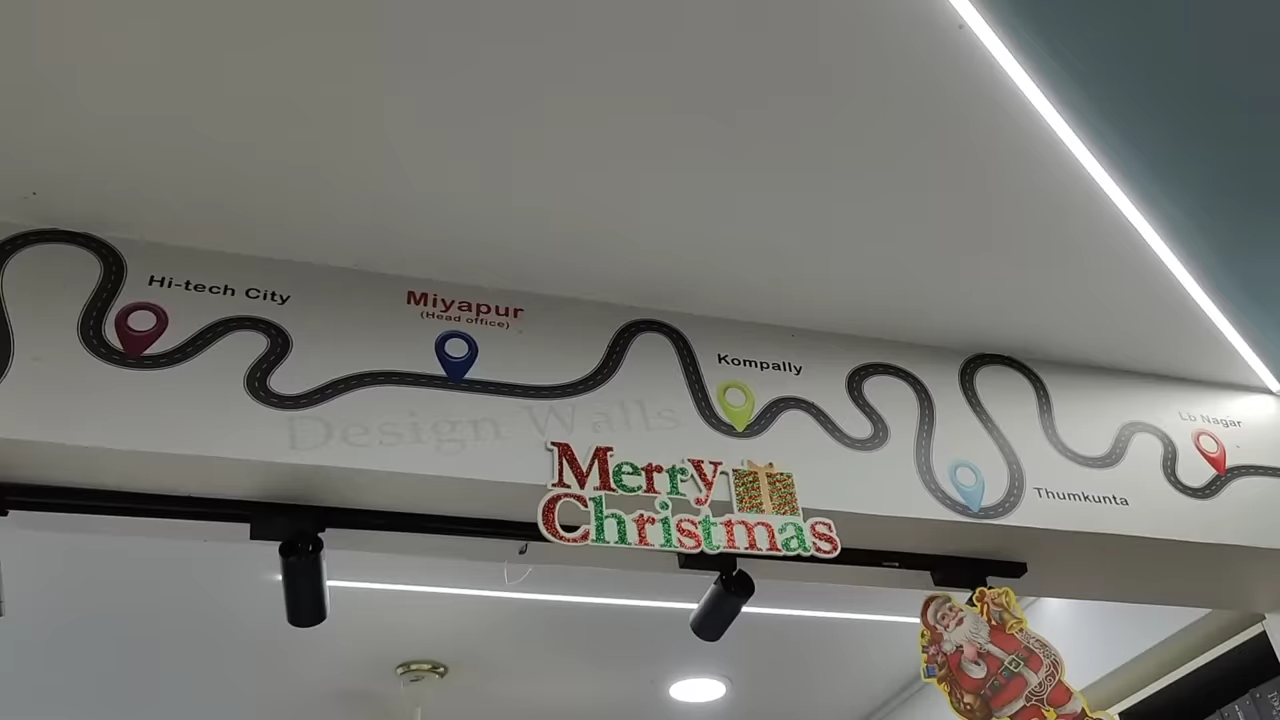 Hi-tech City
Miyapur
(Head office)
Kompally
Lb Nagar
Thumkunta
Design Walls
Merry
Christmas